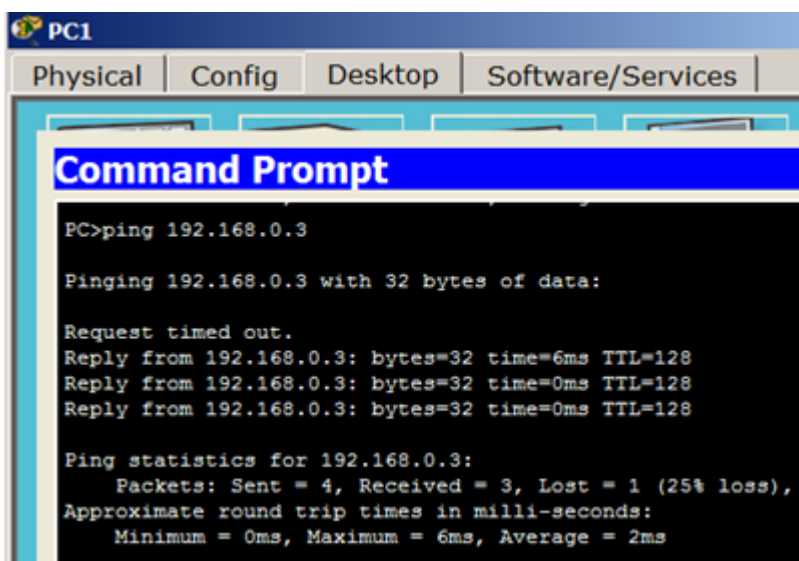 PC1
Physical Config Desktop Software/Services
Command Prompt
PC>ping 192.168.0.3
Pinging 192.168.0.3 with 32 bytes of data:
Request timed out.
Reply from 192.168.0.3: bytes=32 time=6ms TTL=128
Reply from 192.168.0.3: bytes=32 time=0ms TTL=128
Reply from 192.168.0.3: bytes=32 time=0ms TTL=128
Ping statistics for 192.168.0.3:
Packets: Sent = 4, Received = 3, Lost = 1 (25% loss),
Approximate round trip times in milli-seconds:
Minimum = 0ms, Maximum = 6ms, Average = 2ms